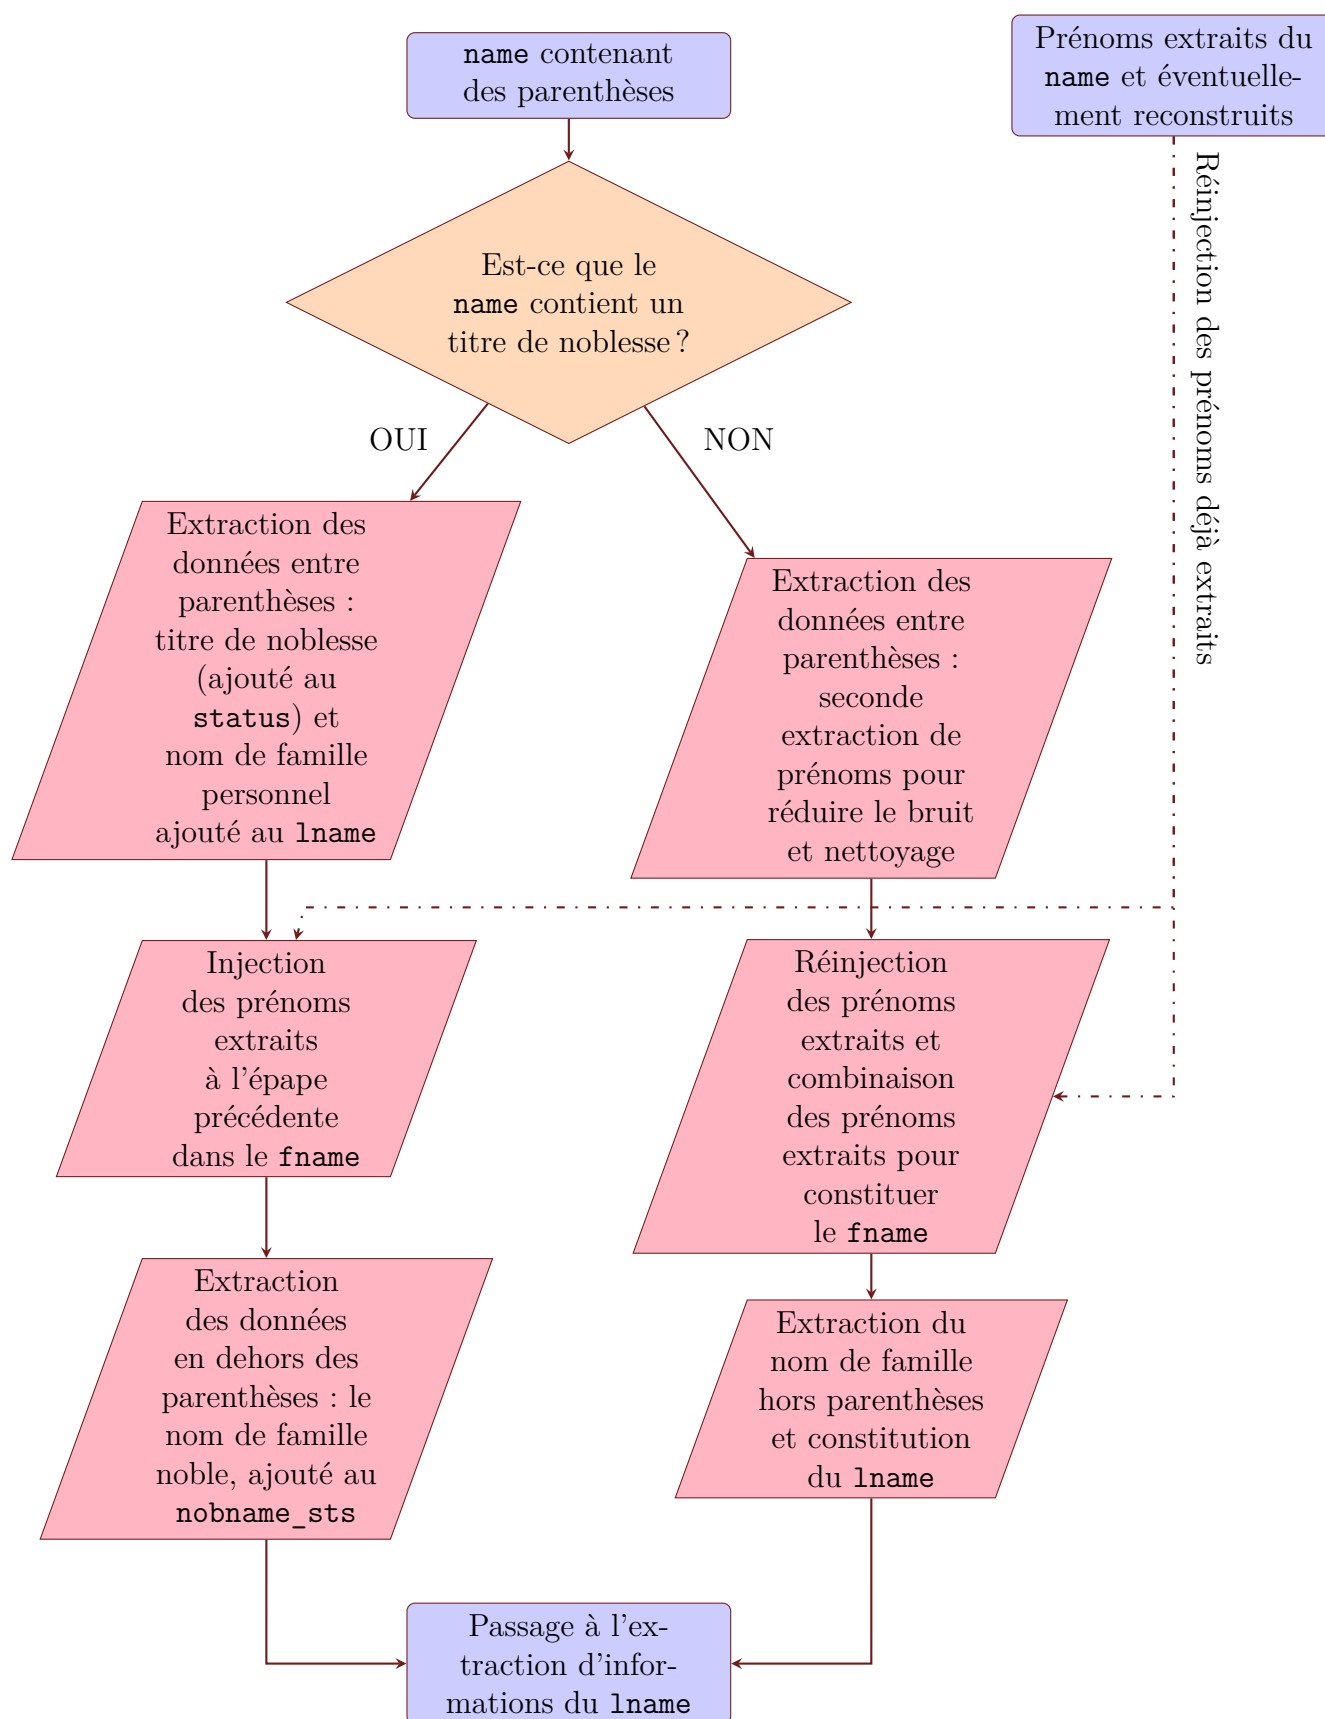 name contenant
des parenthèses
Prénoms extraits du
name et éventuelle-
ment reconstruits
Réinjection des prénoms déjà extraits
Est-ce que le
name contient un
titre de noblesse ?
OUI
NON
Extraction des
données entre
parenthèses :
titre de noblesse
(ajouté au
status) et
nom de famille
personnel
ajouté au lname
Extraction des
données entre
parenthèses :
seconde
extraction de
prénoms pour
réduire le bruit
et nettoyage
Injection
des prénoms
extraits
à l'épape
précédente
dans le fname
Réinjection
des prénoms
extraits et
combinaison
des prénoms
extraits pour
constituer
le fname
Extraction
des données
en dehors des
parenthèses : le
nom de famille
noble, ajouté au
nobname_sts
Extraction du
nom de famille
hors parenthèses
et constitution
du lname
Passage à l'ex-
traction d'infor-
mations du lname